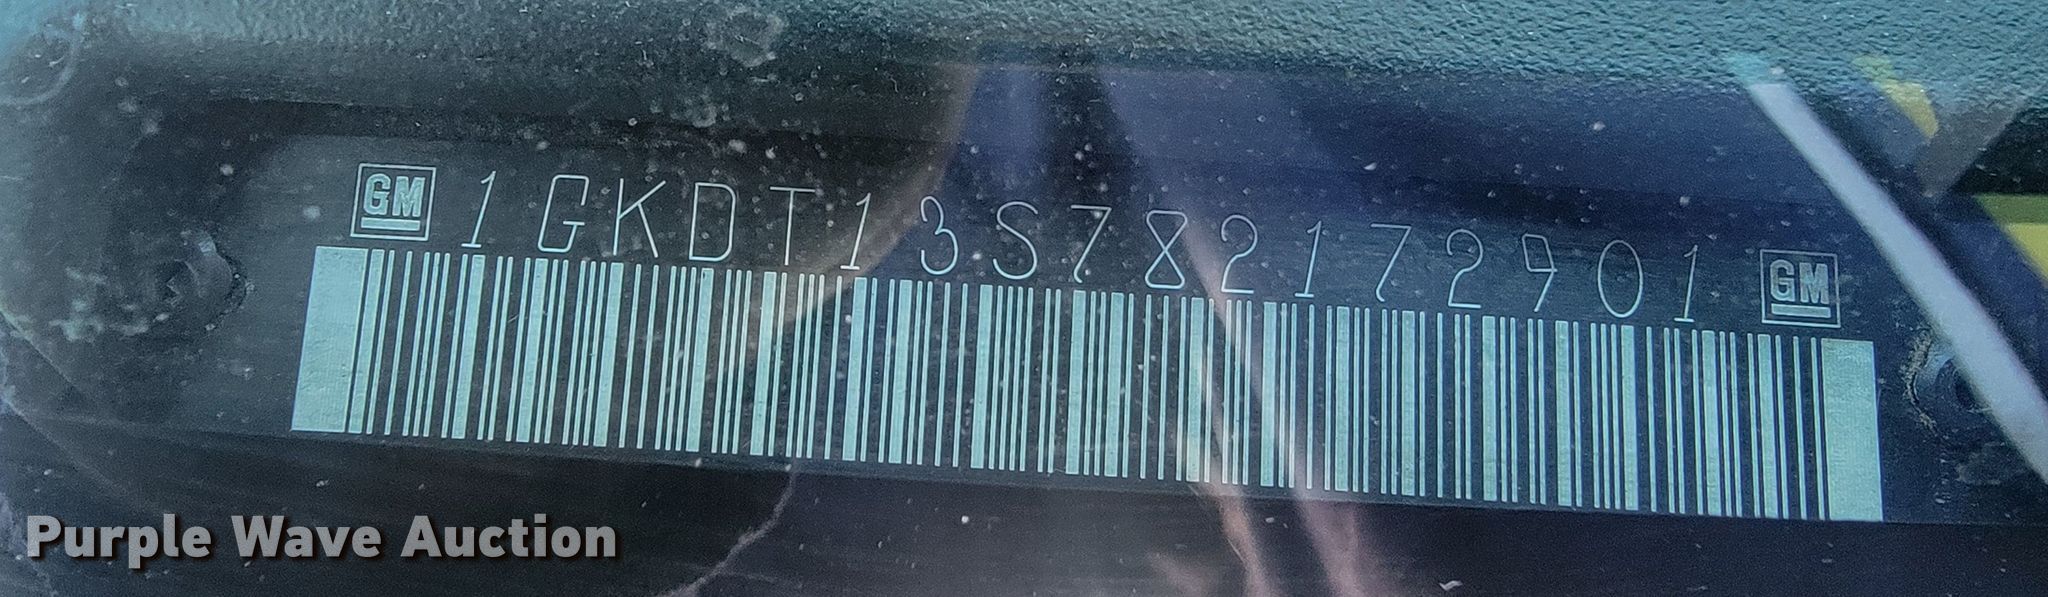 GM 1GKDT13S782172901 GM
Purple Wave Auction